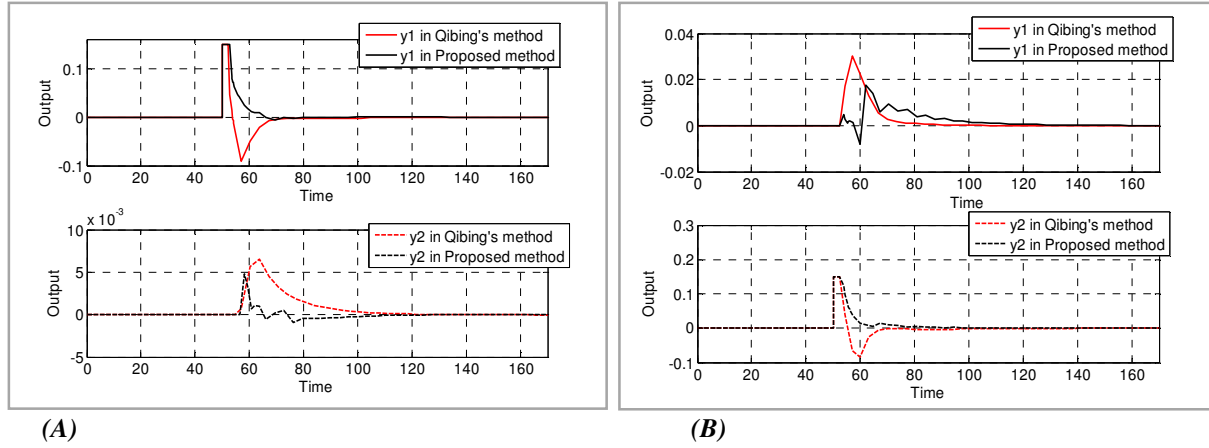 y1 in Qibing's method
y1 in Proposed method
Output
0.1
0
-0.1
0 20 40 60 80 100 120 140 160
Time
x 10-3
y2 in Qibing's method
y2 in Proposed method
Output
10
5
0
-5
0 20 40 60 80 100 120 140 160
Time
(A)
y1 in Qibing's method
y1 in Proposed method
Output
0.04
0.02
0
-0.02
0 20 40 60 80 100 120 140 160
Time
y2 in Qibing's method
y2 in Proposed method
Output
0.3
0.2
0.1
0
-0.1
0 20 40 60 80 100 120 140 160
Time
(B)